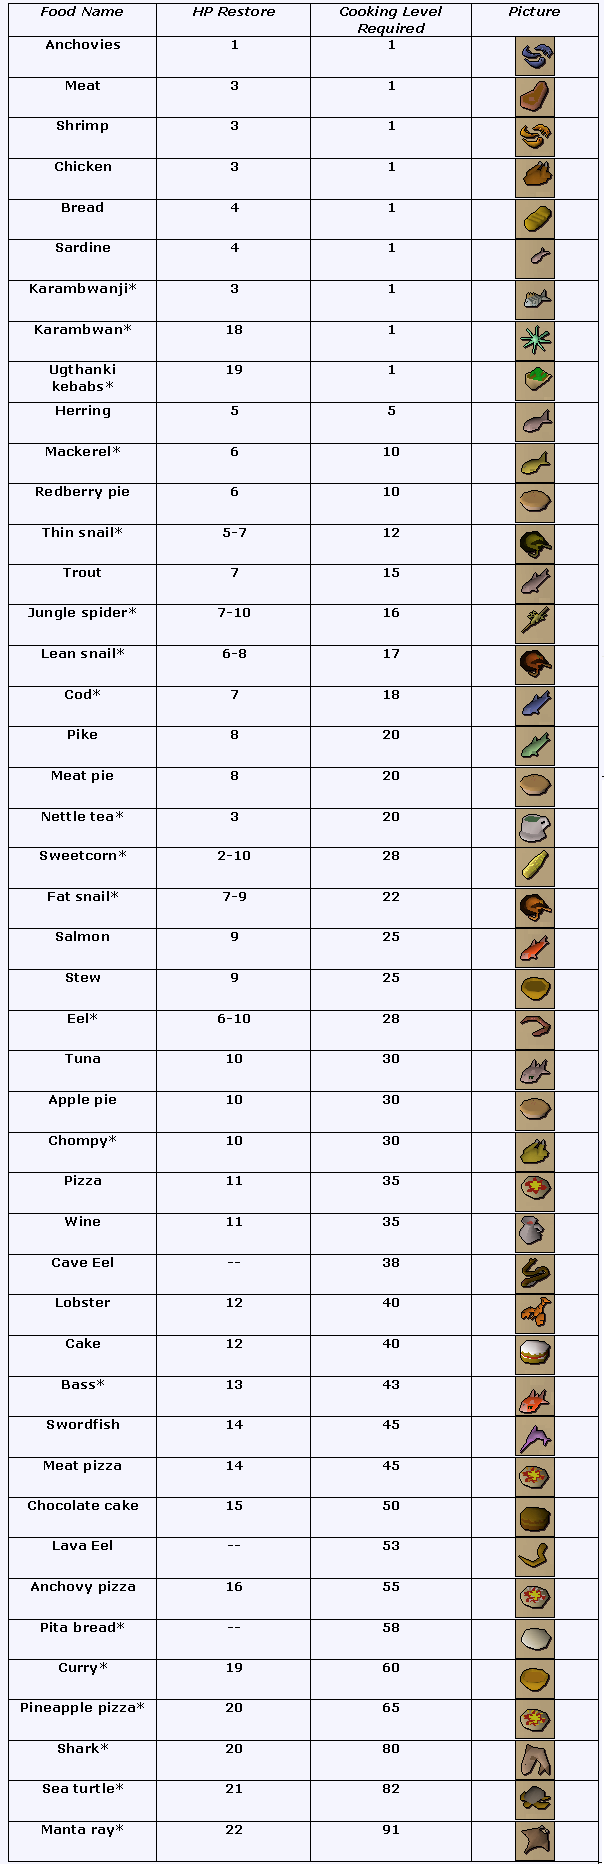 Food Name HP Restore Cooking Level Required Picture
Anchovies 1 1
Meat 3 1
Shrimp 3 1
Chicken 3 1
Bread 4 1
Sardine 4 1
Karambwanji* 3 1
Karambwan* 18 1
Ugthanki kebabs* 19 1
Herring 5 5
Mackerel* 6 10
Redberry pie 6 10
Thin snail* 5-7 12
Trout 7 15
Jungle spider* 7-10 16
Lean snail* 6-8 17
Cod* 7 18
Pike 8 20
Meat pie 8 20
Nettle tea* 3 20
Sweetcorn* 2-10 28
Fat snail* 7-9 22
Salmon 9 25
Stew 9 25
Eel* 6-10 28
Tuna 10 30
Apple pie 10 30
Chompy* 10 30
Pizza 11 35
Wine 11 35
Cave Eel -- 38
Lobster 12 40
Cake 12 40
Bass* 13 43
Swordfish 14 45
Meat pizza 14 45
Chocolate cake 15 50
Lava Eel -- 53
Anchovy pizza 16 55
Pita bread* -- 58
Curry* 19 60
Pineapple pizza* 20 65
Shark* 20 80
Sea turtle* 21 82
Manta ray* 22 91